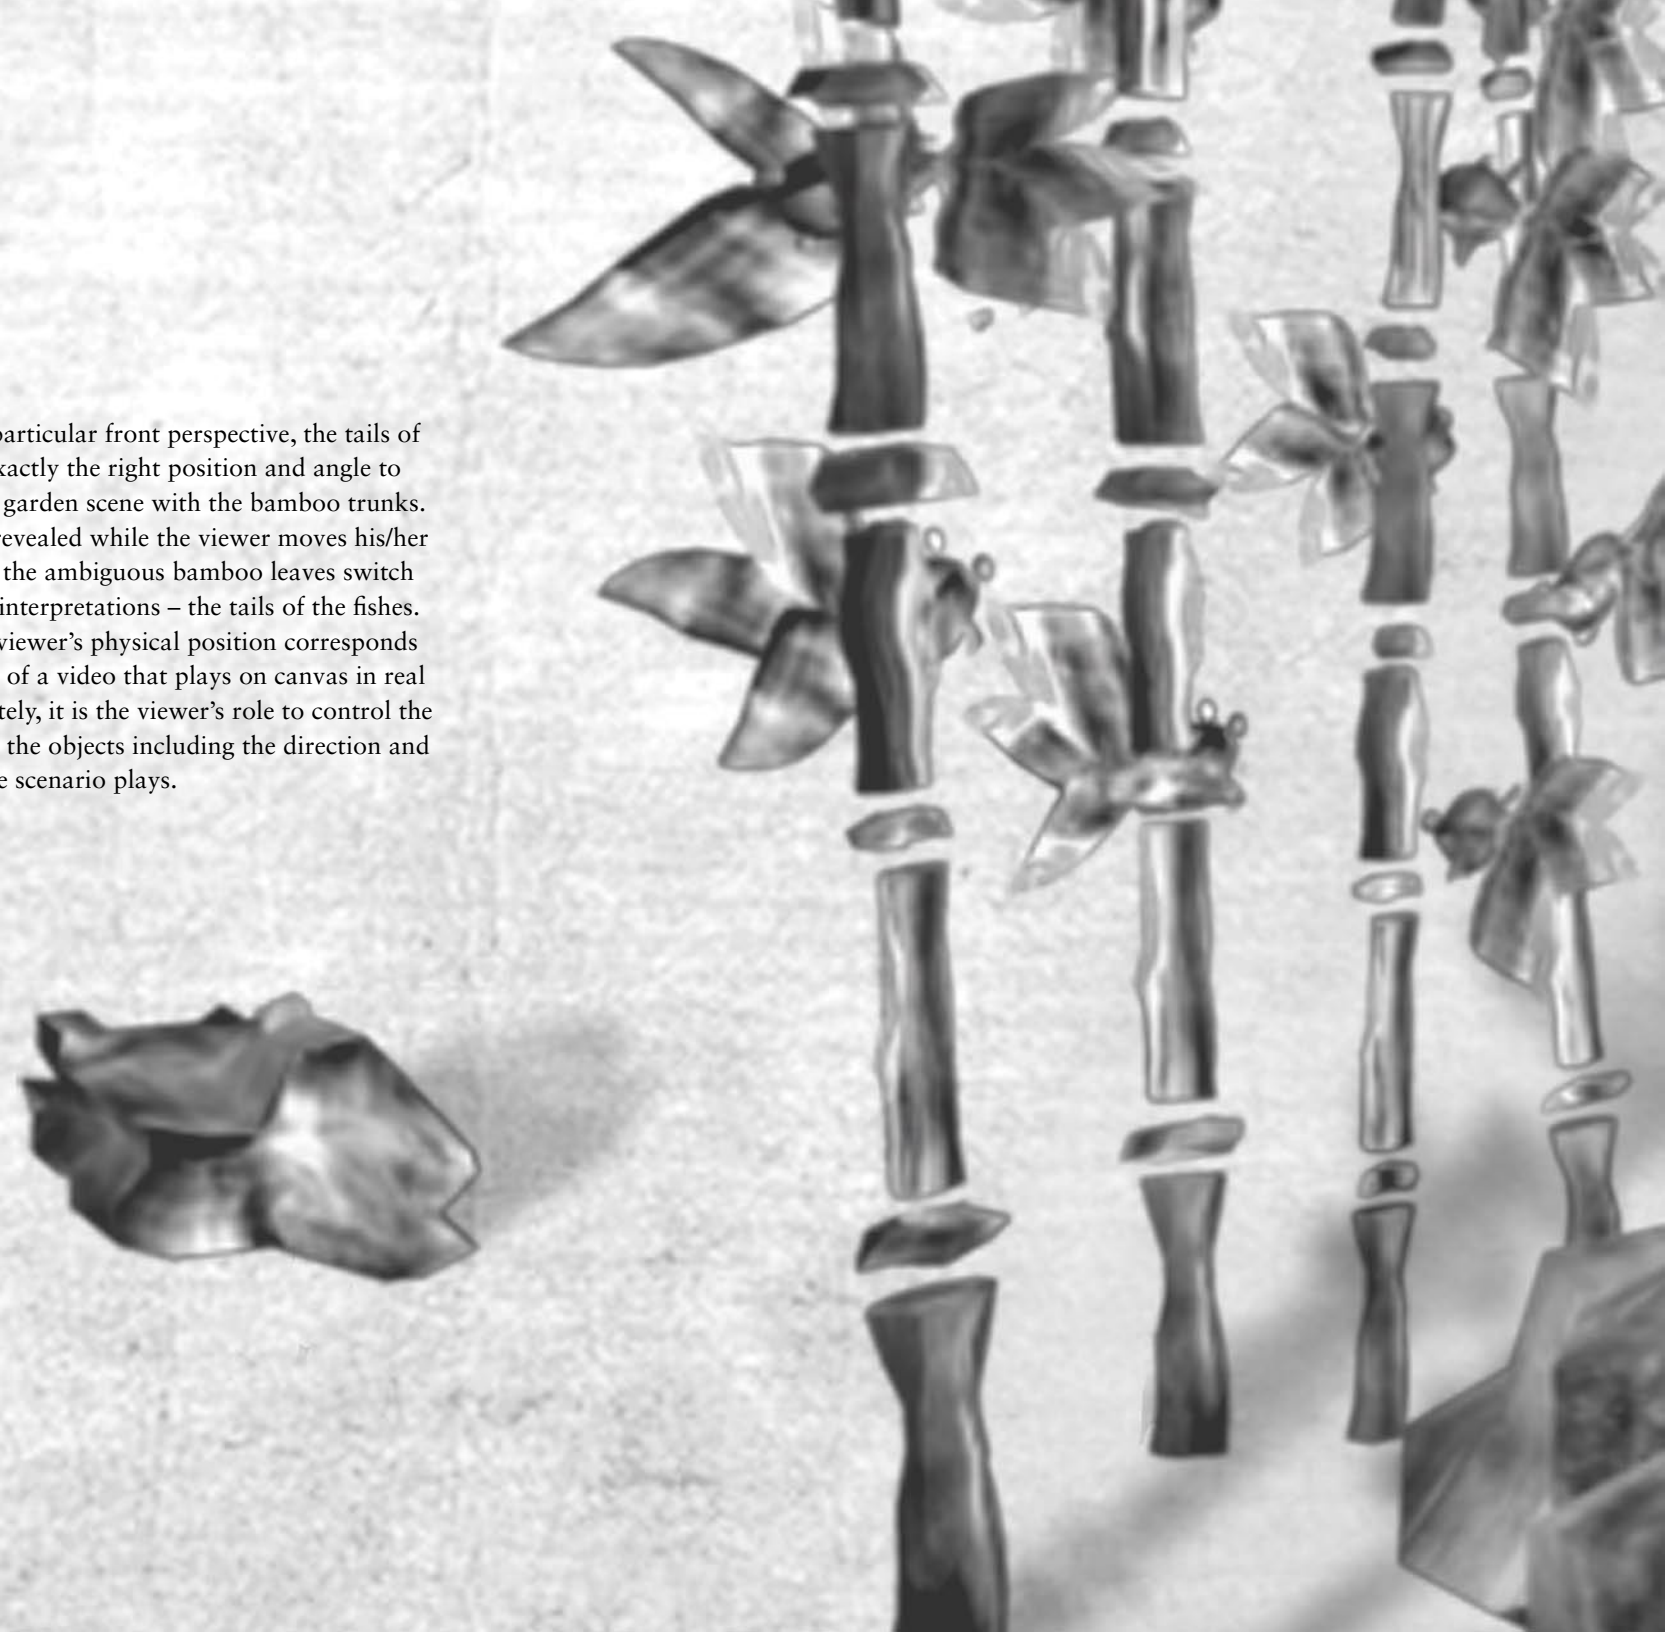 particular front perspective, the tails of
exactly the right position and angle to
garden scene with the bamboo trunks.
revealed while the viewer moves his/her
the ambiguous bamboo leaves switch
interpretations – the tails of the fishes.
viewer’s physical position corresponds
of a video that plays on canvas in real
tely, it is the viewer’s role to control the
the objects including the direction and
e scenario plays.